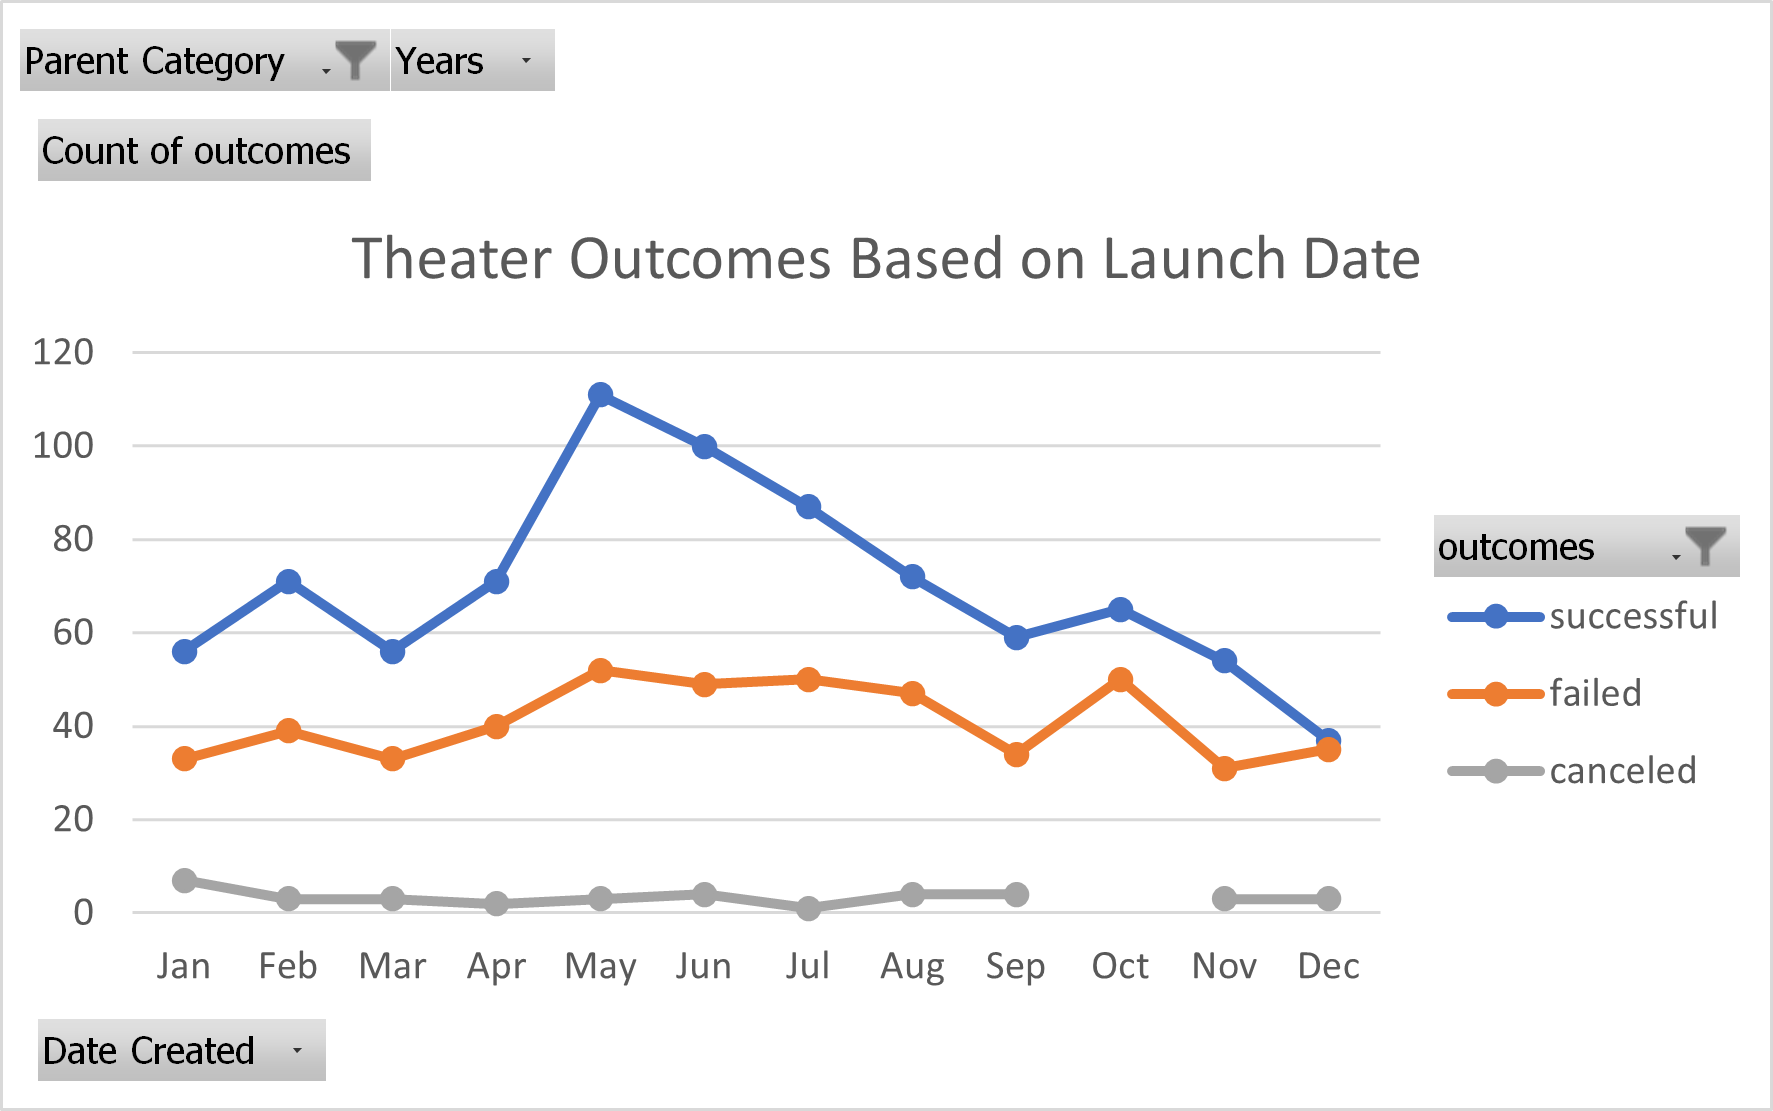 Parent Category Years
Count of outcomes
Theater Outcomes Based on Launch Date
120
100
80
60
40
20
0
Jan Feb Mar Apr May Jun Jul Aug Sep Oct Nov Dec
outcomes
successful
failed
canceled
Date Created